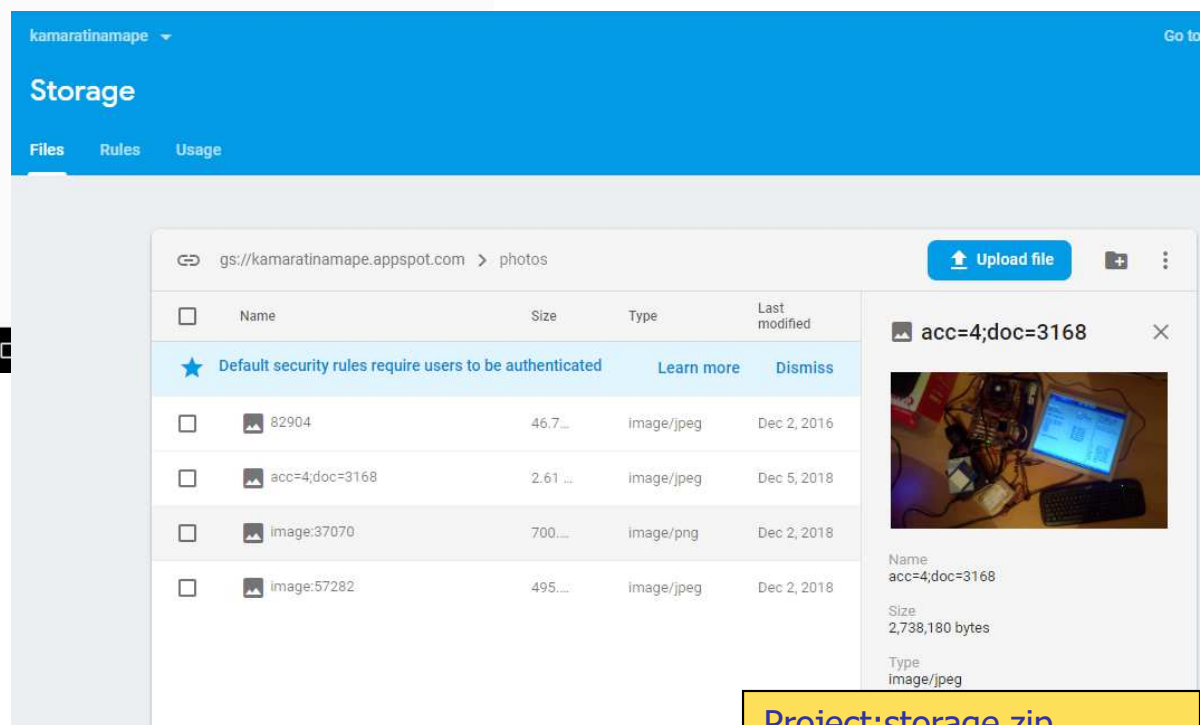 kamaratinamape
Go to
Storage
Files Rules Usage
gs://kamaratinamape.appspot.com > photos
Upload file
Name Size Type Last modified
Default security rules require users to be authenticated Learn more Dismiss
82904 46.7... image/jpeg Dec 2, 2016
acc=4;doc=3168 2.61 ... image/jpeg Dec 5, 2018
image:37070 700.... image/png Dec 2, 2018
image:57282 495.... image/jpeg Dec 2, 2018
acc=4;doc=3168
Name
acc=4;doc=3168
Size
2,738,180 bytes
Type
image/jpeg
Project:storage.zip